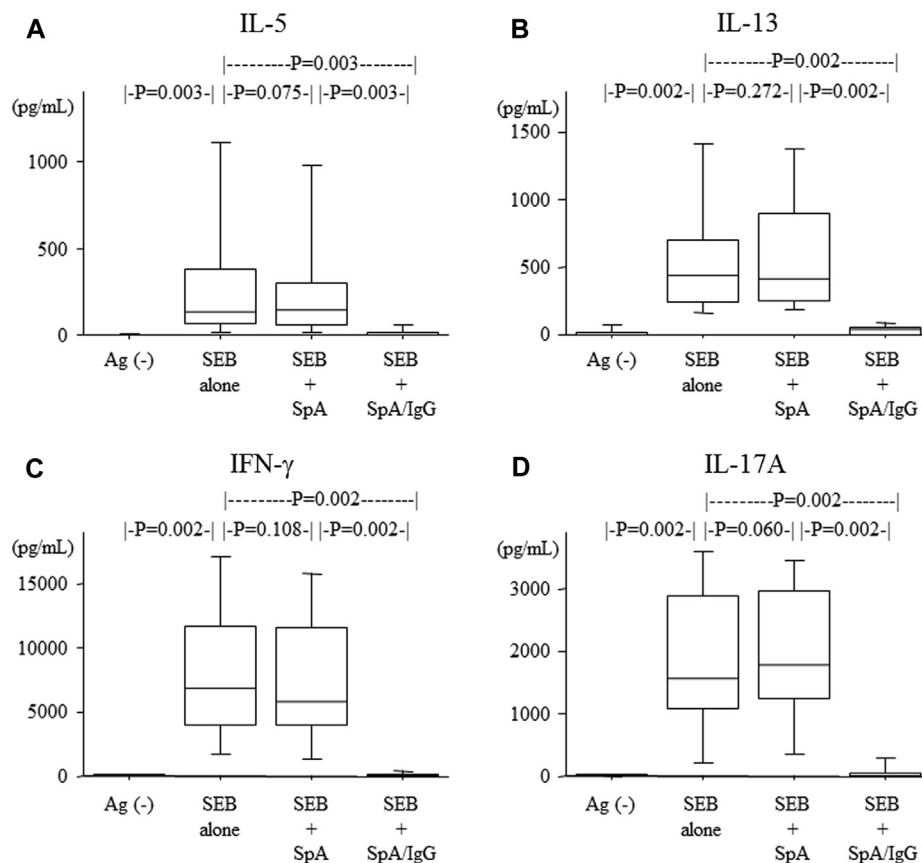 A IL-5
|---------P=0.003--------|
(pg/mL) |-P=0.003-|-P=0.075-|-P=0.003-|
1000
500
0
Ag (-) SEB SEB SEB
alone + +
SpA SpA/IgG
B IL-13
|---------P=0.002--------|
(pg/mL) |-P=0.002-|-P=0.272-|-P=0.002-|
1500
1000
500
0
Ag (-) SEB SEB SEB
alone + +
SpA SpA/IgG
C IFN-γ
|---------P=0.002--------|
(pg/mL) |-P=0.002-|-P=0.108-|-P=0.002-|
15000
10000
5000
0
Ag (-) SEB SEB SEB
alone + +
SpA SpA/IgG
D IL-17A
|---------P=0.002--------|
(pg/mL) |-P=0.002-|-P=0.060-|-P=0.002-|
3000
2000
1000
0
Ag (-) SEB SEB SEB
alone + +
SpA SpA/IgG